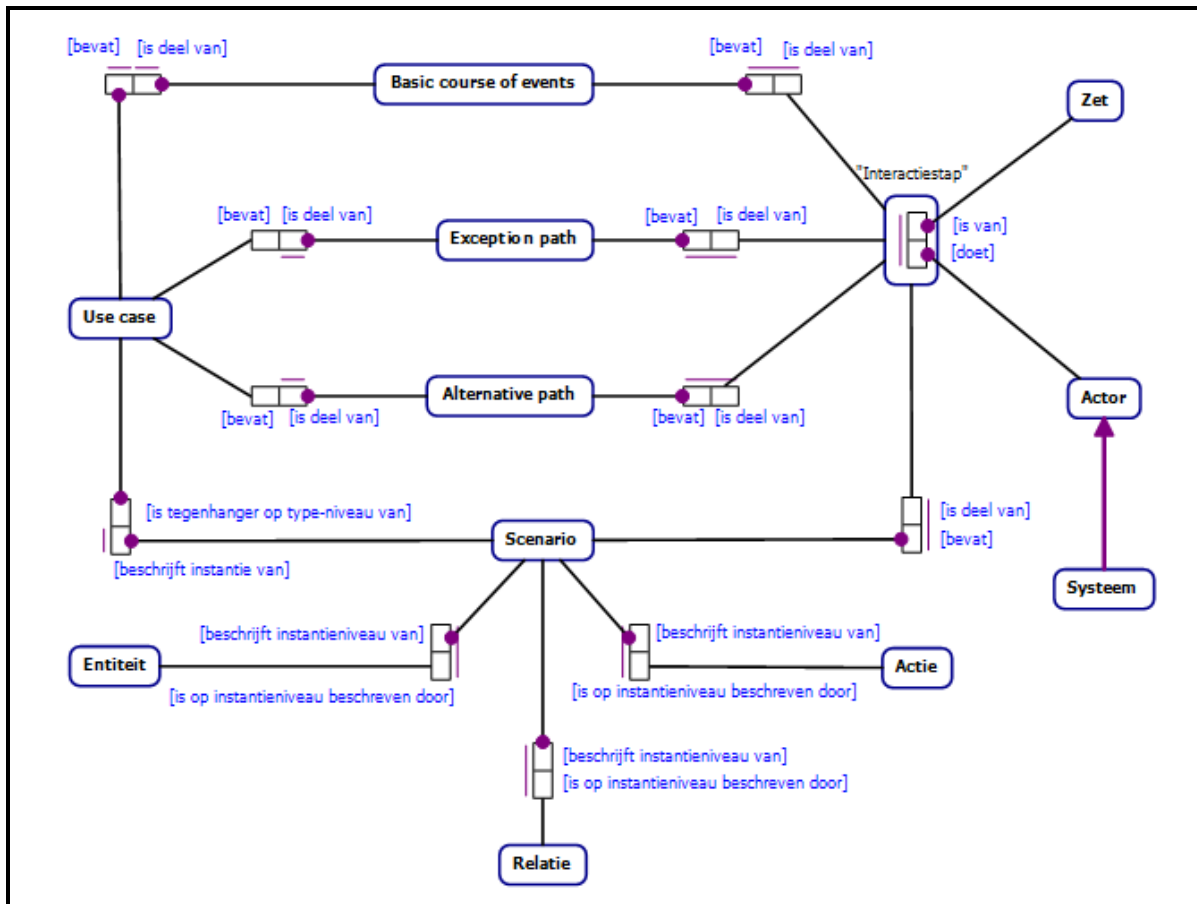 [bevat] [is deel van]
[bevat] [is deel van]
Basic course of events
Zet
"Interactiestap"
[bevat] [is deel van]
[bevat] [is deel van]
[is van]
Exception path
[doet]
Use case
Alternative path
Actor
[bevat] [is deel van]
[bevat] [is deel van]
[is tegenhanger op type-niveau van]
[is deel van]
Scenario
[bevat]
[beschrijft instantie van]
Systeem
[beschrijft instantieniveau van]
[beschrijft instantieniveau van]
Entiteit
Actie
[is op instantieniveau beschreven door]
[is op instantieniveau beschreven door]
[beschrijft instantieniveau van]
[is op instantieniveau beschreven door]
Relatie